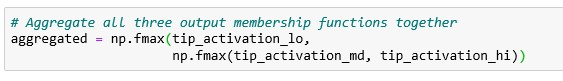 # Aggregate all three output membership functions together
aggregated = np.fmax(tip_activation_lo,
                     np.fmax(tip_activation_md, tip_activation_hi))